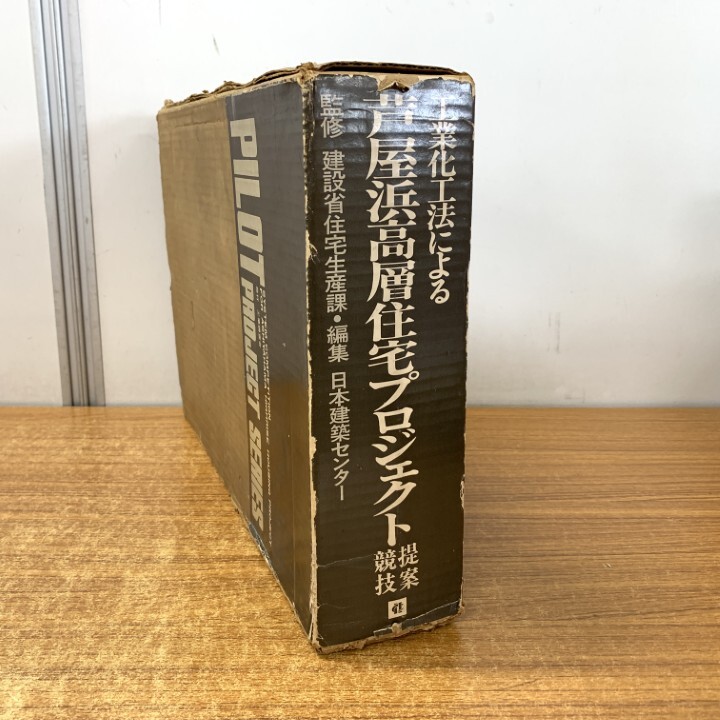 工業化工法による
芦屋浜高層住宅プロジェクト
提案
競技
監修 建設省住宅生産課・編集 日本建築センター
PILOT PROJECT SERIES